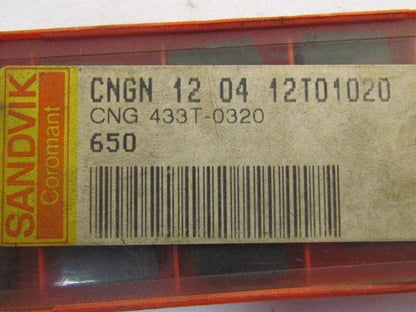 SANDVIK
Coromant
CNGN 12 04 12T01020
CNG 433T-0320
650